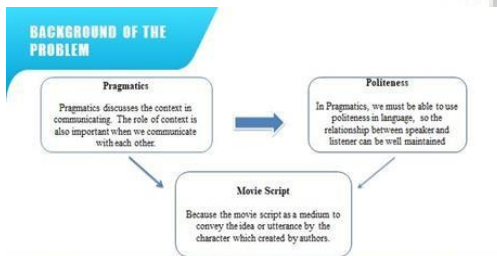 BACKGROUND OF THE
PROBLEM
Pragmatics
Pragmatics discusses the context in
communicating. The role of context is
also important when we communicate
with each other.
Politeness
In Pragmatics, we must be able to use
politeness in language, so the
relationship between speaker and
listener can be well maintained
Movie Script
Because the movie script as a medium to
convey the idea or utterance by the
character which created by authors.